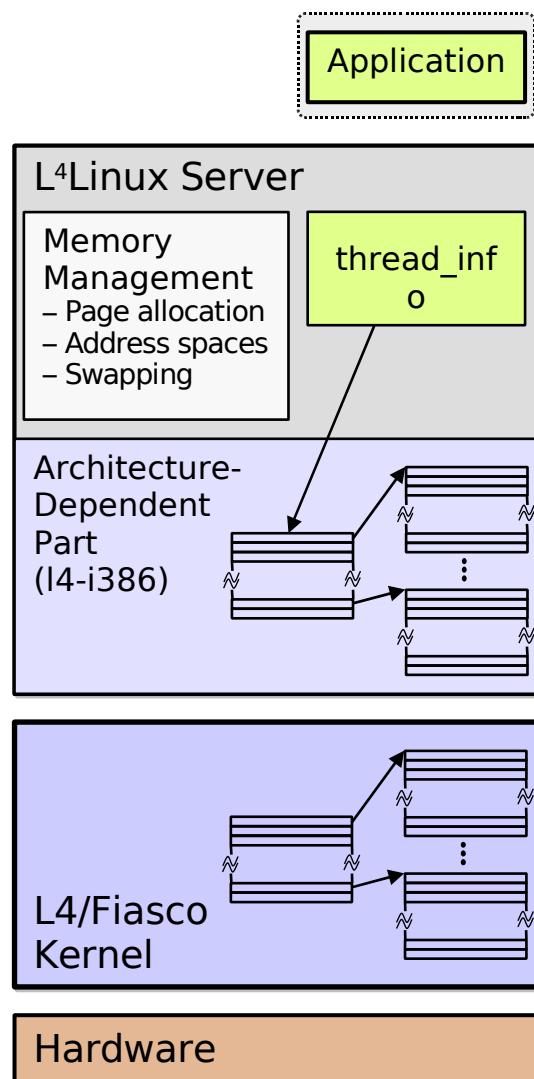 Application
L⁴Linux Server
Memory
Management
– Page allocation
– Address spaces
– Swapping
thread_inf
o
Architecture-
Dependent
Part
(l4-i386)
L4/Fiasco
Kernel
Hardware